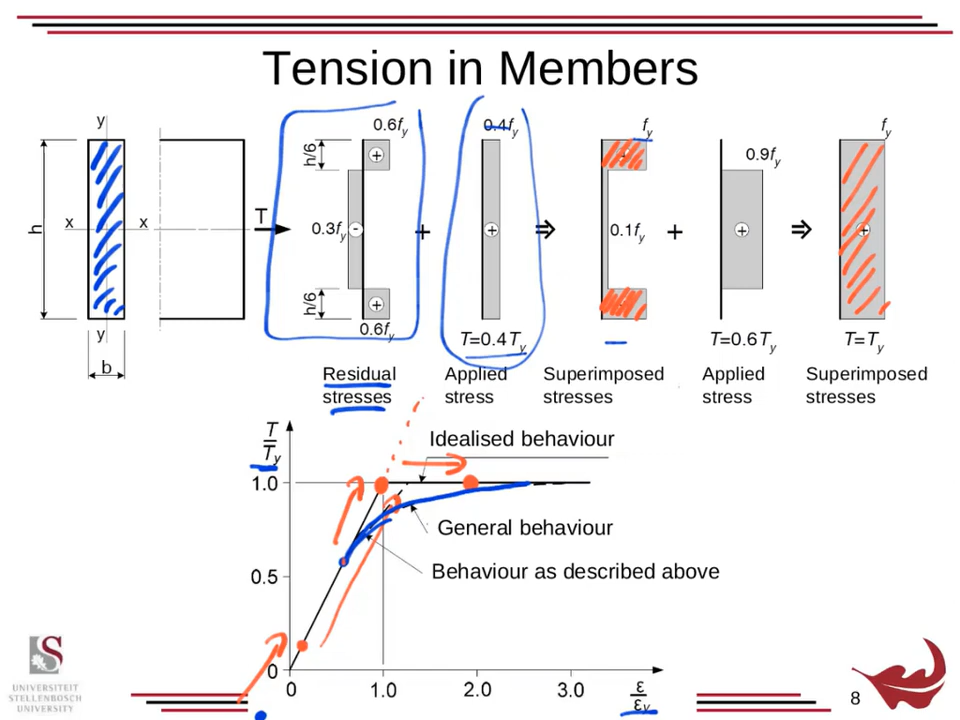 Tension in Members
y
h
x
x
y
b
T
0.6fy
h/6
+
0.3fy
-
h/6
+
0.6fy
+
0.4fy
+
T=0.4Ty
⇒
fy
+
0.1fy
+
0.9fy
+
T=0.6Ty
⇒
fy
+
T=Ty
Residual stresses
Applied stress
Superimposed stresses
Applied stress
Superimposed stresses
T/Ty
Idealised behaviour
1.0
General behaviour
0.5
Behaviour as described above
0
0 1.0 2.0 3.0 ε/εy
S
UNIVERSITEIT
STELLENBOSCH
UNIVERSITY
8